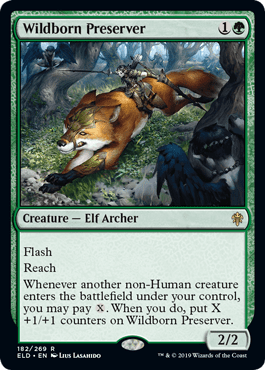 Wildborn Preserver 1
Creature — Elf Archer
Flash
Reach
Whenever another non-Human creature
enters the battlefield under your control,
you may pay X. When you do, put X
+1/+1 counters on Wildborn Preserver.
2/2
182/269 R
ELD • EN Lius Lasahido
™ & © 2019 Wizards of the Coast